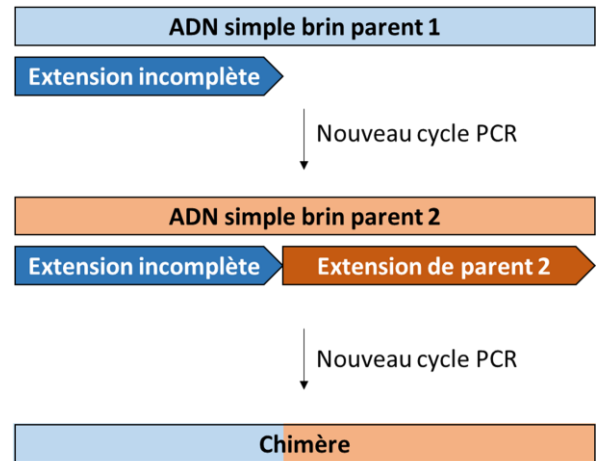 ADN simple brin parent 1
Extension incomplète
Nouveau cycle PCR
ADN simple brin parent 2
Extension incomplète Extension de parent 2
Nouveau cycle PCR
Chimère